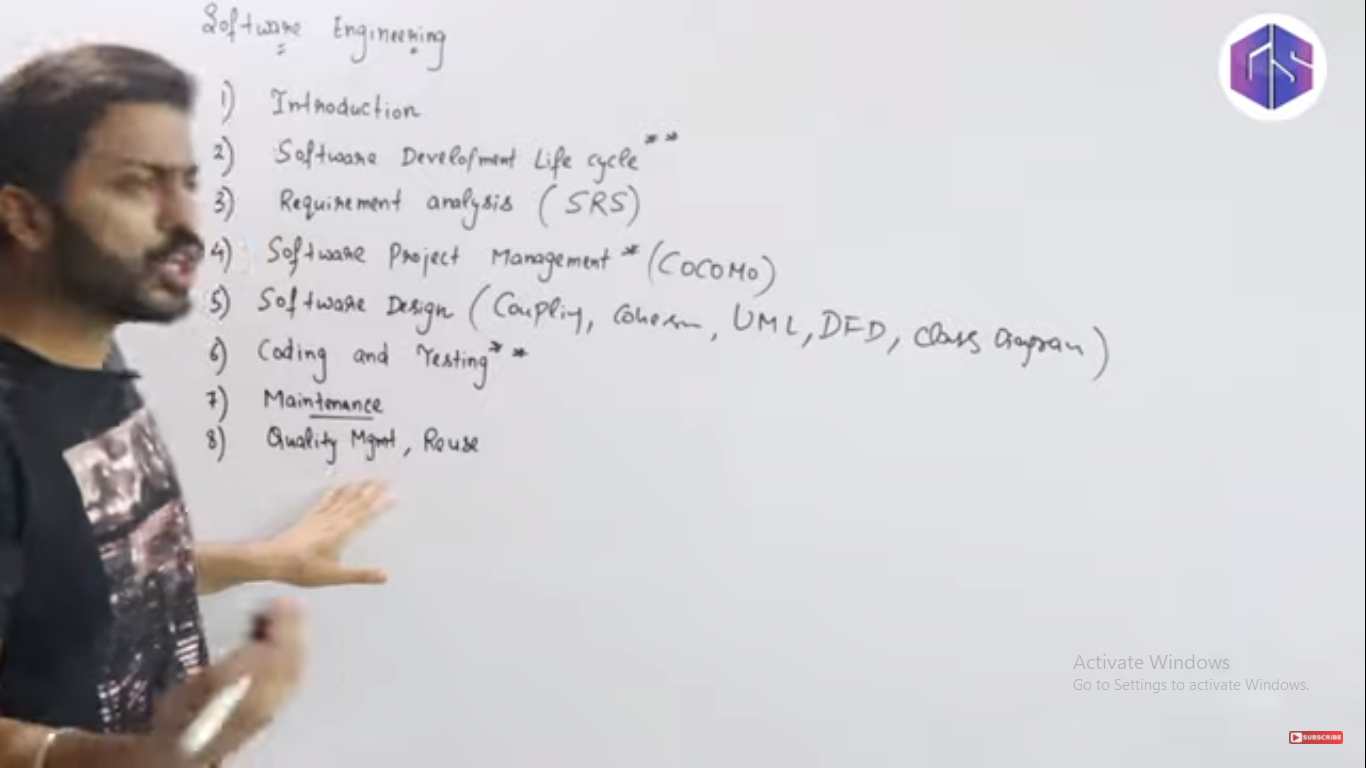 Software Engineering
1) Introduction
2) Software Development Life cycle **
3) Requirement analysis (SRS)
4) Software Project Management * (COCOMO)
5) Software Design (Coupling, Cohesion, UML, DFD, Class Diagram)
6) Coding and Testing **
7) Maintenance
8) Quality Mgmt, Reuse
GS
Activate Windows
Go to Settings to activate Windows.
SUBSCRIBE